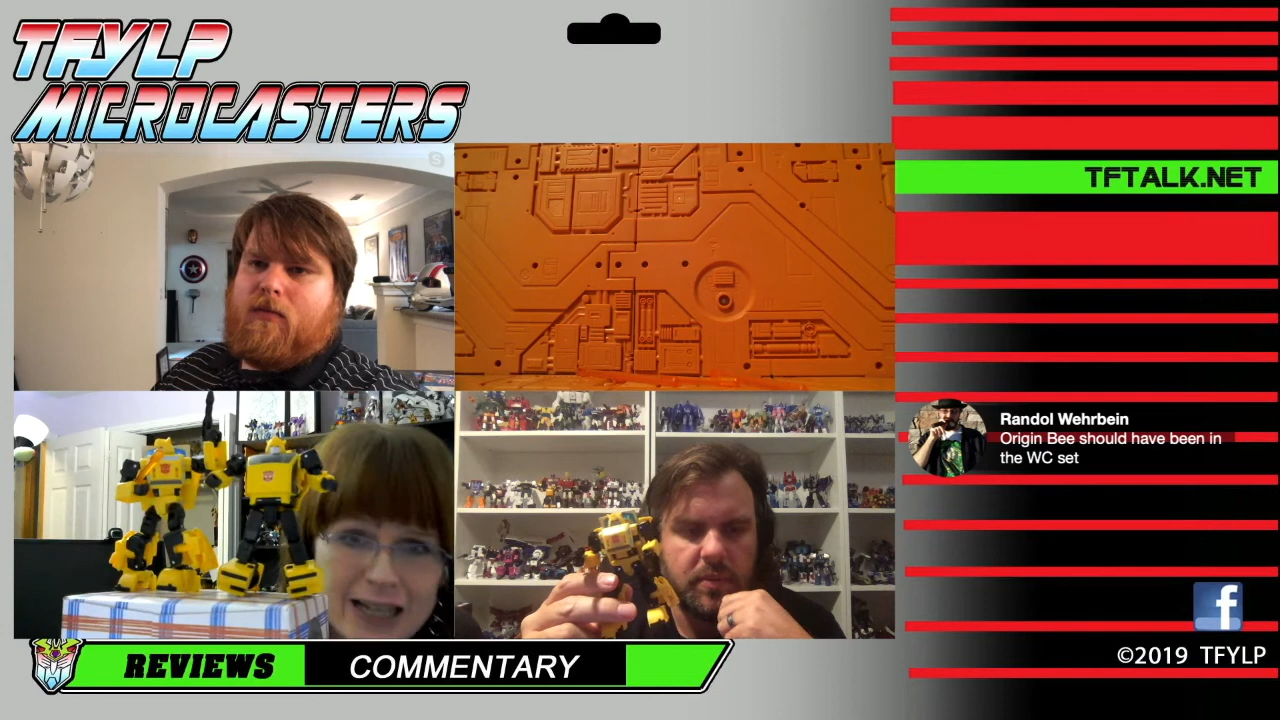 TFYLP
MICROCASTERS
TFTALK.NET
Randol Wehrbein
Origin Bee should have been in
the WC set
f
©2019 TFYLP
REVIEWS
COMMENTARY